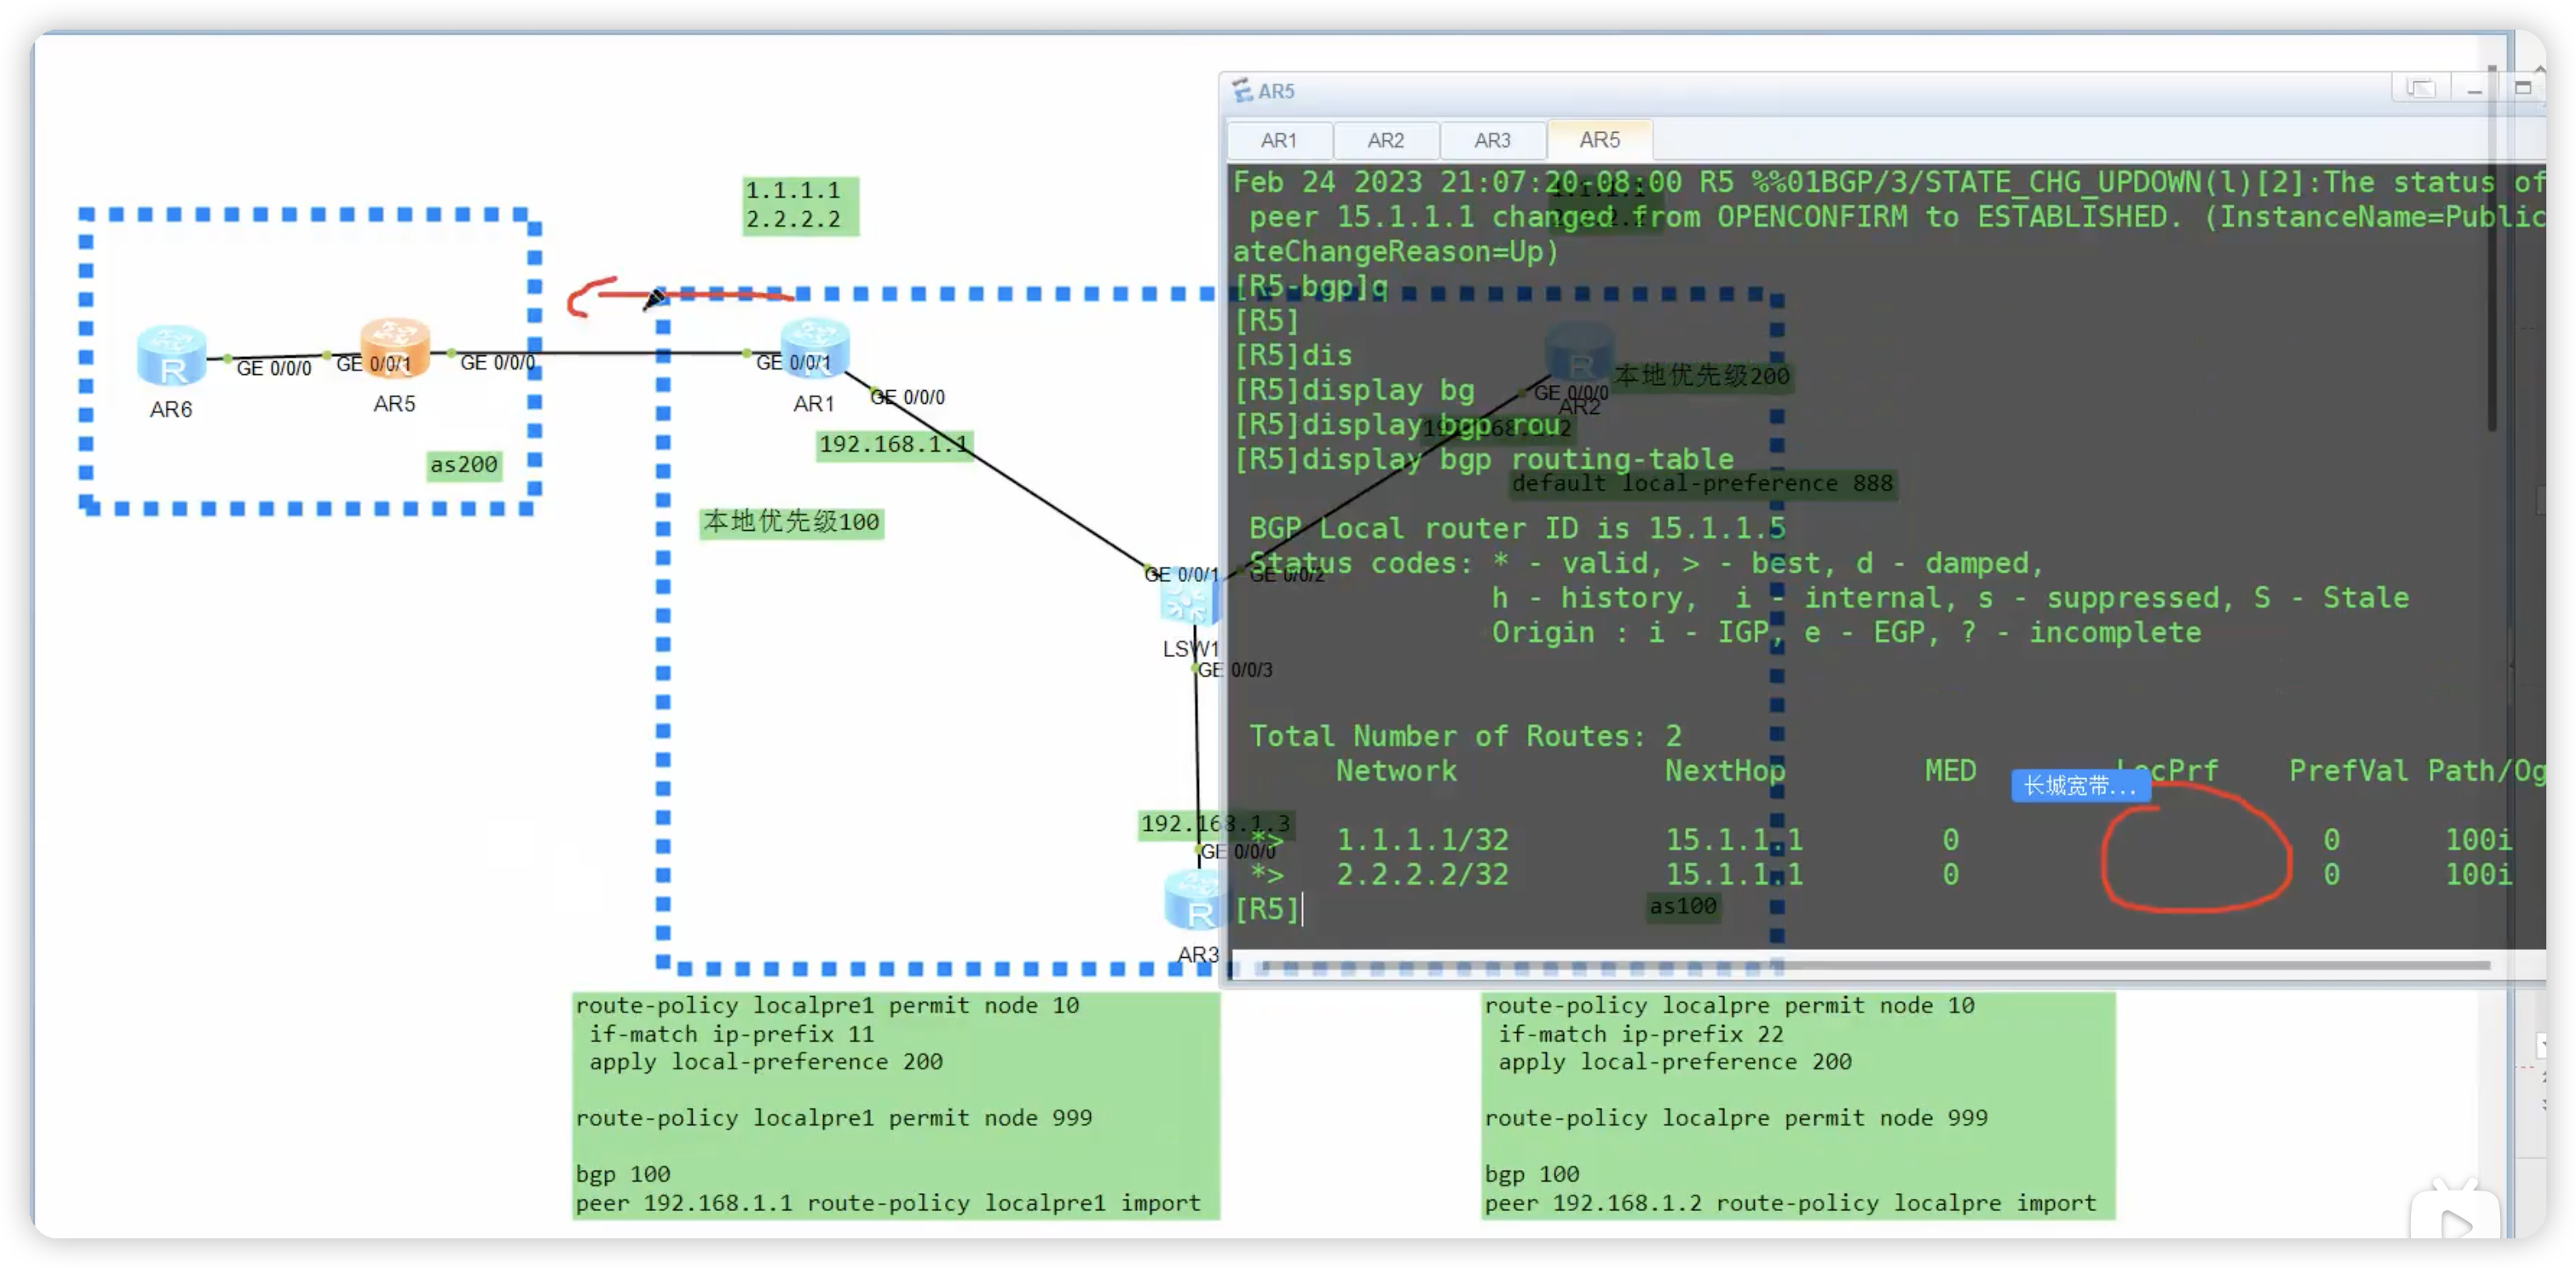 AR5
AR1
AR2
AR3
AR5
Feb 24 2023 21:07:20-08:00 R5 %%01BGP/3/STATE_CHG_UPDOWN(l)[2]:The status of
peer 15.1.1.1 changed from OPENCONFIRM to ESTABLISHED. (InstanceName=Public
ateChangeReason=Up)
[R5-bgp]q
[R5]
[R5]dis
[R5]display bg
[R5]display bgp rou
[R5]display bgp routing-table
BGP Local router ID is 15.1.1.5
Status codes: * - valid, > - best, d - damped,
h - history,  i - internal, s - suppressed, S - Stale
Origin : i - IGP, e - EGP, ? - incomplete
Total Number of Routes: 2
Network NextHop MED LocPrf PrefVal Path/Og
长城宽带...
*> 1.1.1.1/32 15.1.1.1 0 0 100i
*> 2.2.2.2/32 15.1.1.1 0 0 100i
[R5]
1.1.1.1
2.2.2.2
GE 0/0/0
GE 0/0/1
GE 0/0/0
GE 0/0/1
R
R
R
R
AR6
AR5
AR1
GE 0/0/0
192.168.1.1
as200
本地优先级100
GE 0/0/0
AR2
本地优先级200
default local-preference 888
GE 0/0/1
GE 0/0/2
LSW1
GE 0/0/3
192.168.1.3
GE 0/0/0
R
AR3
as100
route-policy localpre1 permit node 10
if-match ip-prefix 11
apply local-preference 200
route-policy localpre1 permit node 999
bgp 100
peer 192.168.1.1 route-policy localpre1 import
route-policy localpre permit node 10
if-match ip-prefix 22
apply local-preference 200
route-policy localpre permit node 999
bgp 100
peer 192.168.1.2 route-policy localpre import